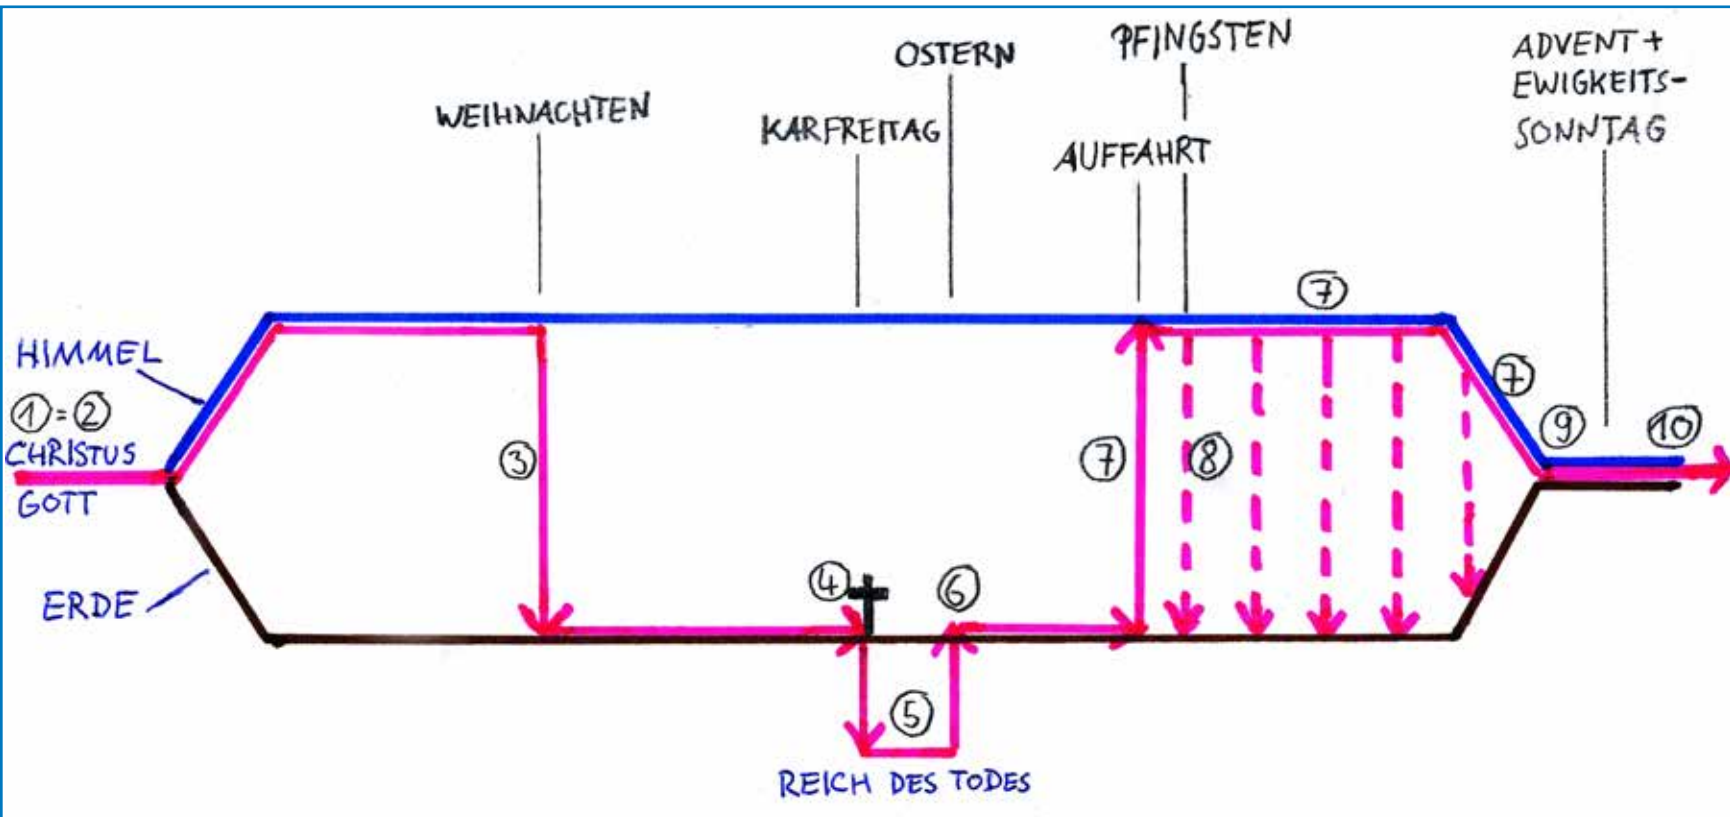 PFINGSTEN
OSTERN
ADVENT +
EWIGKEITS-
SONNTAG
WEIHNACHTEN
KARFREITAG
AUFFAHRT
7
HIMMEL
1 = 2
CHRISTUS
GOTT
3
7
8
7
9
10
ERDE
4
6
5
REICH DES TODES